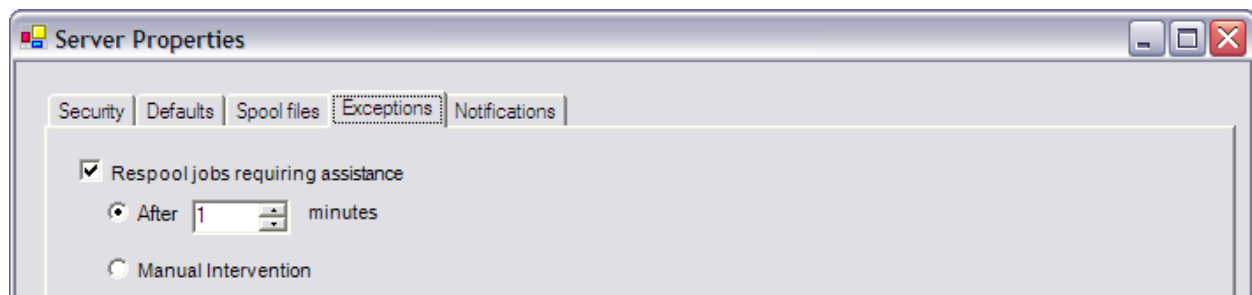 Server Properties
Security Defaults Spool files Exceptions Notifications
Respool jobs requiring assistance
After 1 minutes
Manual Intervention